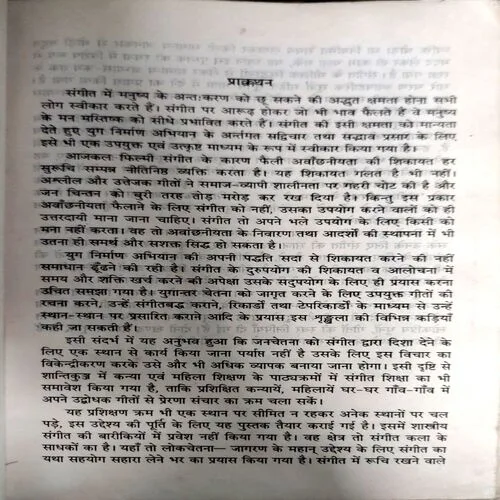 प्राक्कथन
संगीत में मनुष्य के अन्तःकरण को छू सकने की अद्भुत क्षमता होना सभी
लोग स्वीकार करते हैं। संगीत पर आरूढ़ होकर जो भी भाव फैलते हैं वे मनुष्य
के मन मस्तिष्क को सीधे प्रभावित करते हैं। संगीत की इसी क्षमता को मान्यता
देते हुए युग निर्माण अभियान के अर्न्तगत सद्विचार तथा सद्भाव प्रसार के लिए
इसे भी एक उपयुक्त एवं उत्कृष्ट माध्यम के रूप में स्वीकार किया गया है।
आजकल फिल्मी संगीत के कारण फैली अवांछनीयता की शिकायत हर
सुरूचि सम्पन्न नीतिनिष्ठ व्यक्ति करता है। यह शिकायत गलत है भी नहीं।
अश्लील और उत्तेजक गीतों ने समाज-व्यापी शालीनता पर गहरी चोट की है और
जन चिन्तन को बुरी तरह तोड़ मरोड़ कर रख दिया है। किन्तु इस प्रकार
अवांछनीयता फैलाने के लिए संगीत को नहीं, उसका उपयोग करने वालों को ही
उत्तरदायी माना जाना चाहिए। संगीत तो अपने भले उपयोग के लिए किसी को
मना नहीं करता। वह तो अवांछनीयता के निवारण तथा आदर्शों की स्थापना में भी
उतना ही समर्थ और सशक्त सिद्ध हो सकता है।
युग निर्माण अभियान की अपनी पद्धति सदा से शिकायत करने की नहीं
समाधान ढूँढने की रही है। संगीत के दुरुपयोग की शिकायत व आलोचना में
समय और शक्ति खर्च करने की अपेक्षा उसके सदुपयोग के लिए ही प्रयास करना
उचित समझा गया है। युगान्तर चेतना को जागृत करने के लिए उपयुक्त गीतों की
रचना करने, उन्हें संगीतबद्ध कराने, रिकार्डों तथा टेपरिकार्डों के माध्यम से उन्हें
स्थान-स्थान पर प्रसारित कराने आदि के प्रयास इस शृङ्खला की विभिन्न कड़ियाँ
कही जा सकती हैं।
इसी संदर्भ में यह अनुभव हुआ कि जनचेतना को संगीत द्वारा दिशा देने के
लिए एक स्थान से कार्य किया जाना पर्याप्त नहीं है उसके लिए इस विचार का
विकेन्द्रीकरण करके उसे और भी अधिक व्यापक बनाया जाना होगा। इसी दृष्टि से
शान्तिकुञ्ज में कन्या एवं महिला शिक्षण के पाठ्यक्रमों में संगीत शिक्षा का भी
समावेश किया गया है, ताकि प्रशिक्षित कन्यायें, महिलायें घर-घर गाँव-गाँव में
अपने उद्बोधक गीतों से प्रेरणा संचार का क्रम चला सकें।
यह प्रशिक्षण क्रम भी एक स्थान पर सीमित न रहकर अनेक स्थानों पर चल
पड़े, इस उद्देश्य की पूर्ति के लिए यह पुस्तक तैयार कराई गई है। इसमें शास्त्रीय
संगीत की बारीकियों में प्रवेश नहीं किया गया है। वह क्षेत्र तो संगीत कला के
साधकों का है। यहाँ तो लोकचेतना— जागरण के महान् उद्देश्य के लिए संगीत का
यथा सहयोग सहारा लेने भर का प्रयास किया गया है। संगीत में रूचि रखने वाले